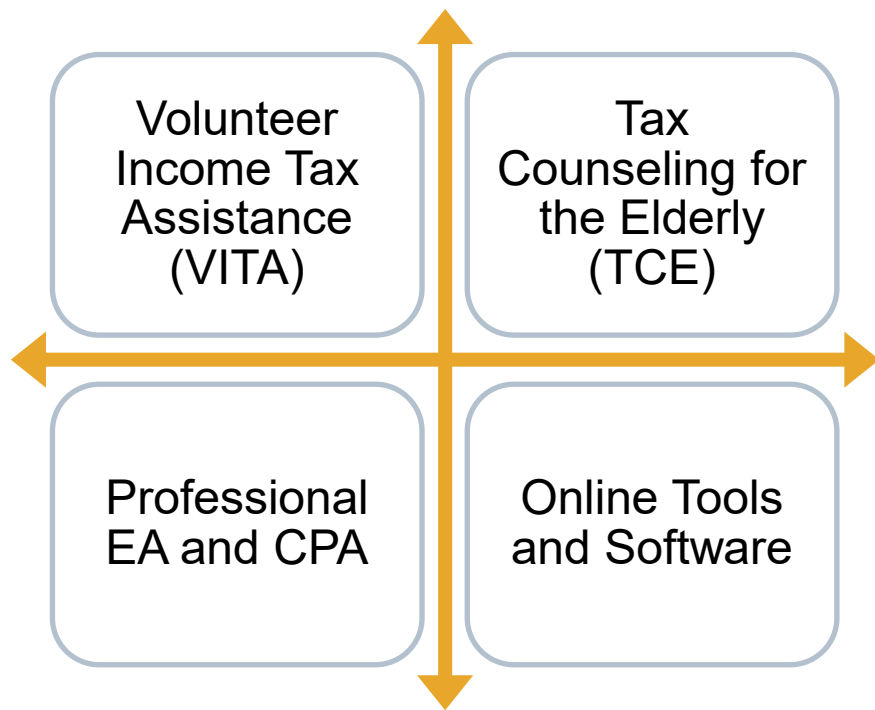 Volunteer
Income Tax
Assistance
(VITA)
Tax
Counseling for
the Elderly
(TCE)
Professional
EA and CPA
Online Tools
and Software